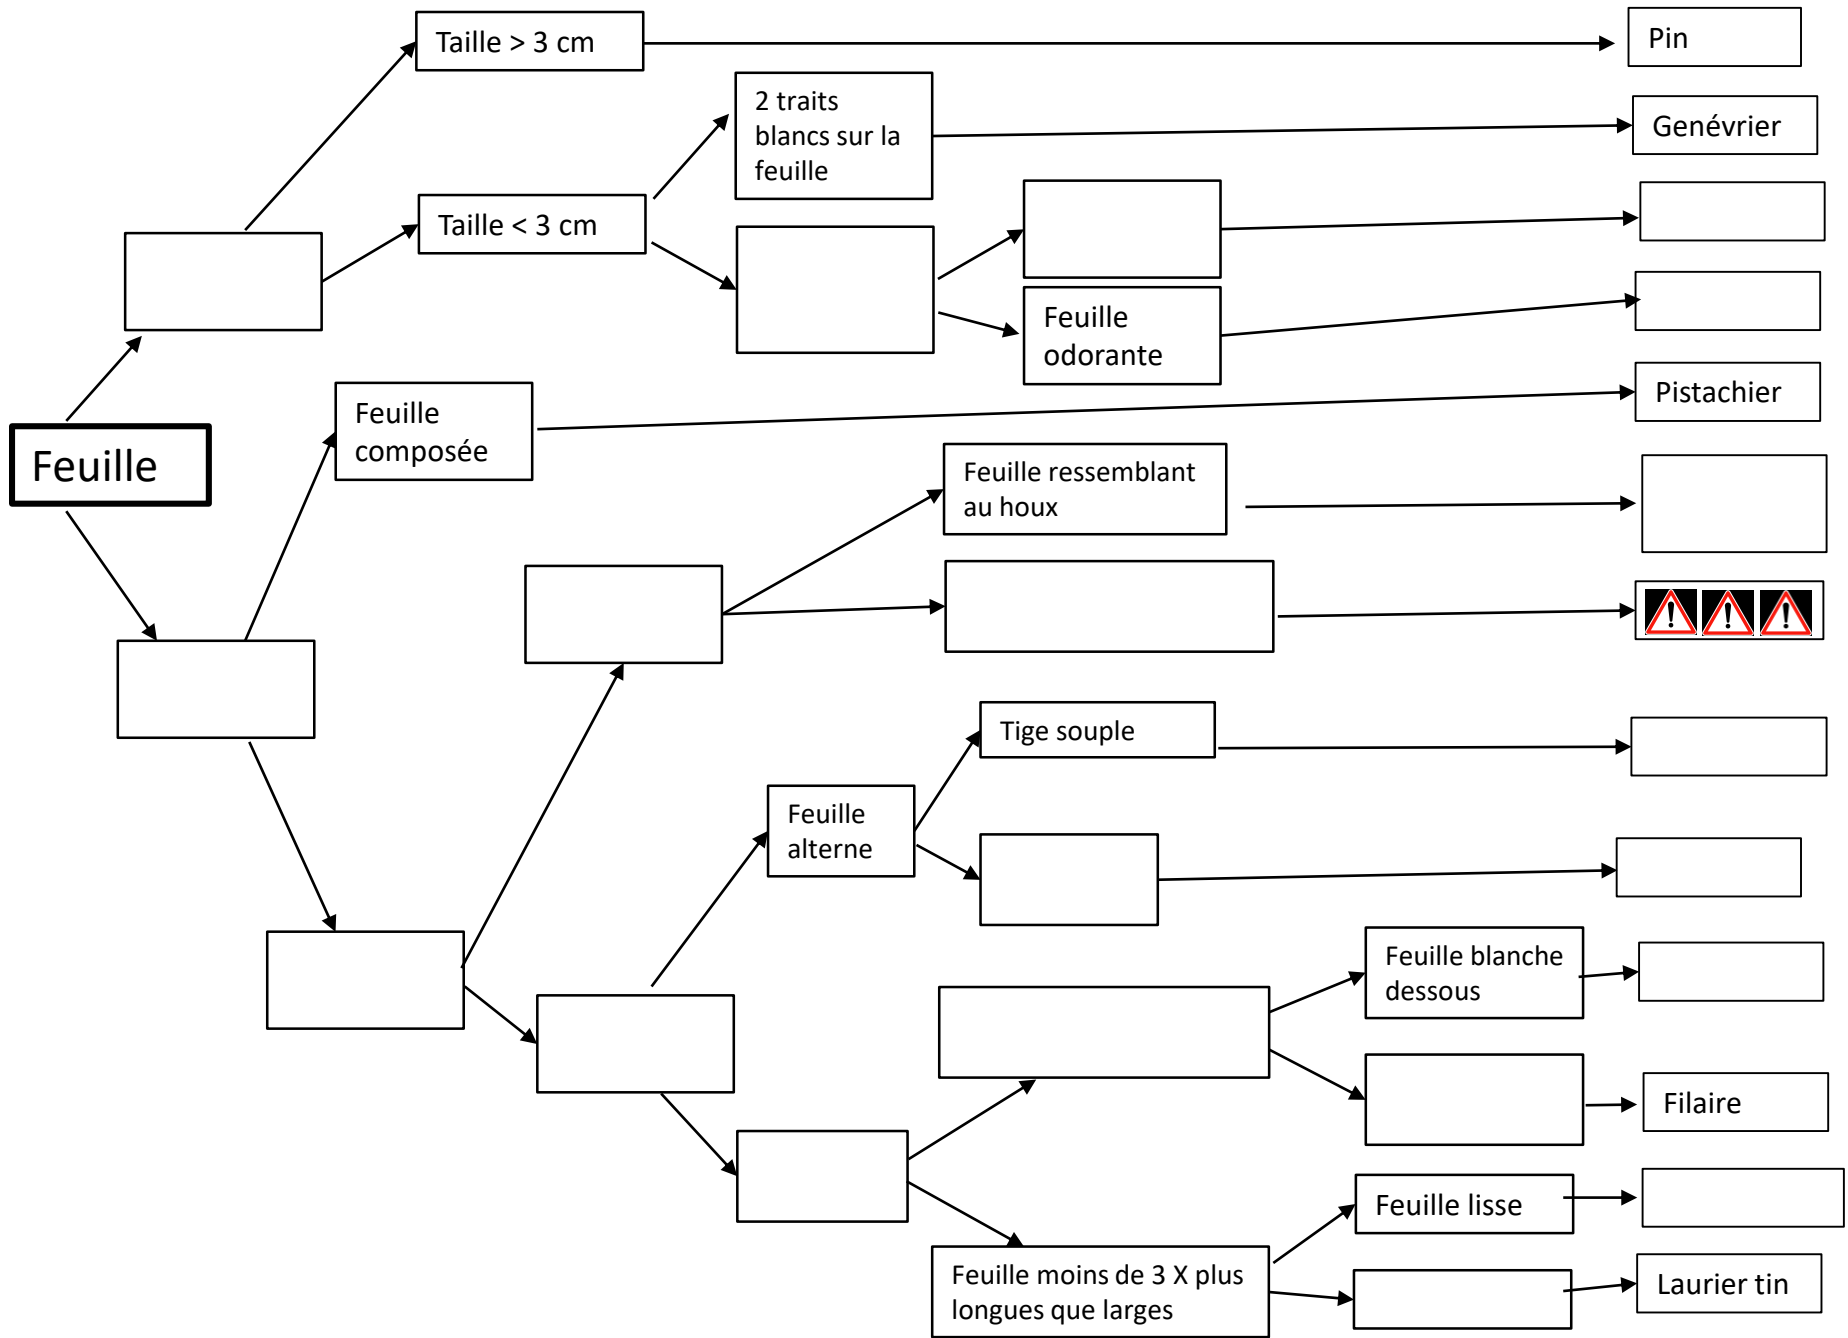 Taille > 3 cm
Pin
2 traits
blancs sur la
feuille
Genévrier
Taille < 3 cm
Feuille
odorante
Feuille
composée
Pistachier
Feuille
Feuille ressemblant
au houx
Tige souple
Feuille
alterne
Feuille blanche
dessous
Filaire
Feuille lisse
Feuille moins de 3 X plus
longues que larges
Laurier tin